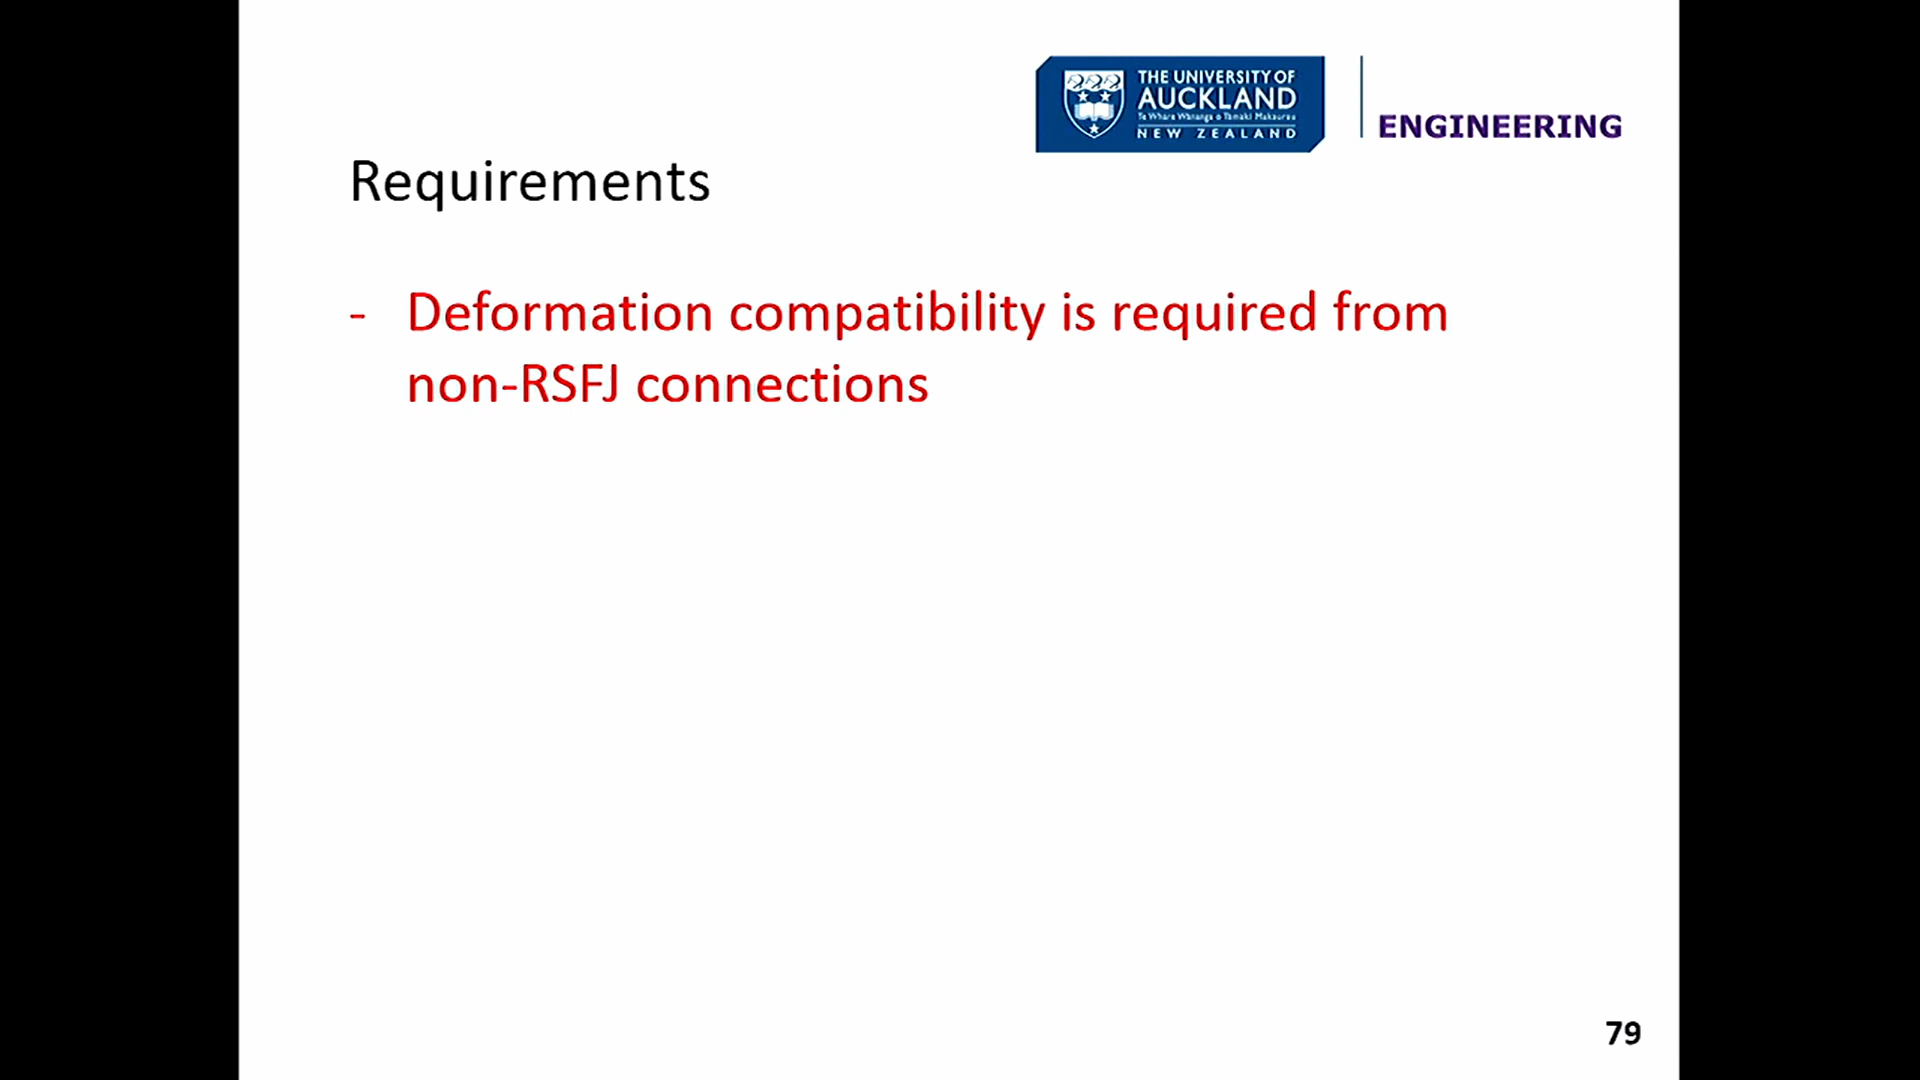 THE UNIVERSITY OF
AUCKLAND
Te Whare Wānanga o Tāmaki Makaurau
NEW ZEALAND
ENGINEERING
Requirements
- Deformation compatibility is required from
non-RSFJ connections
79